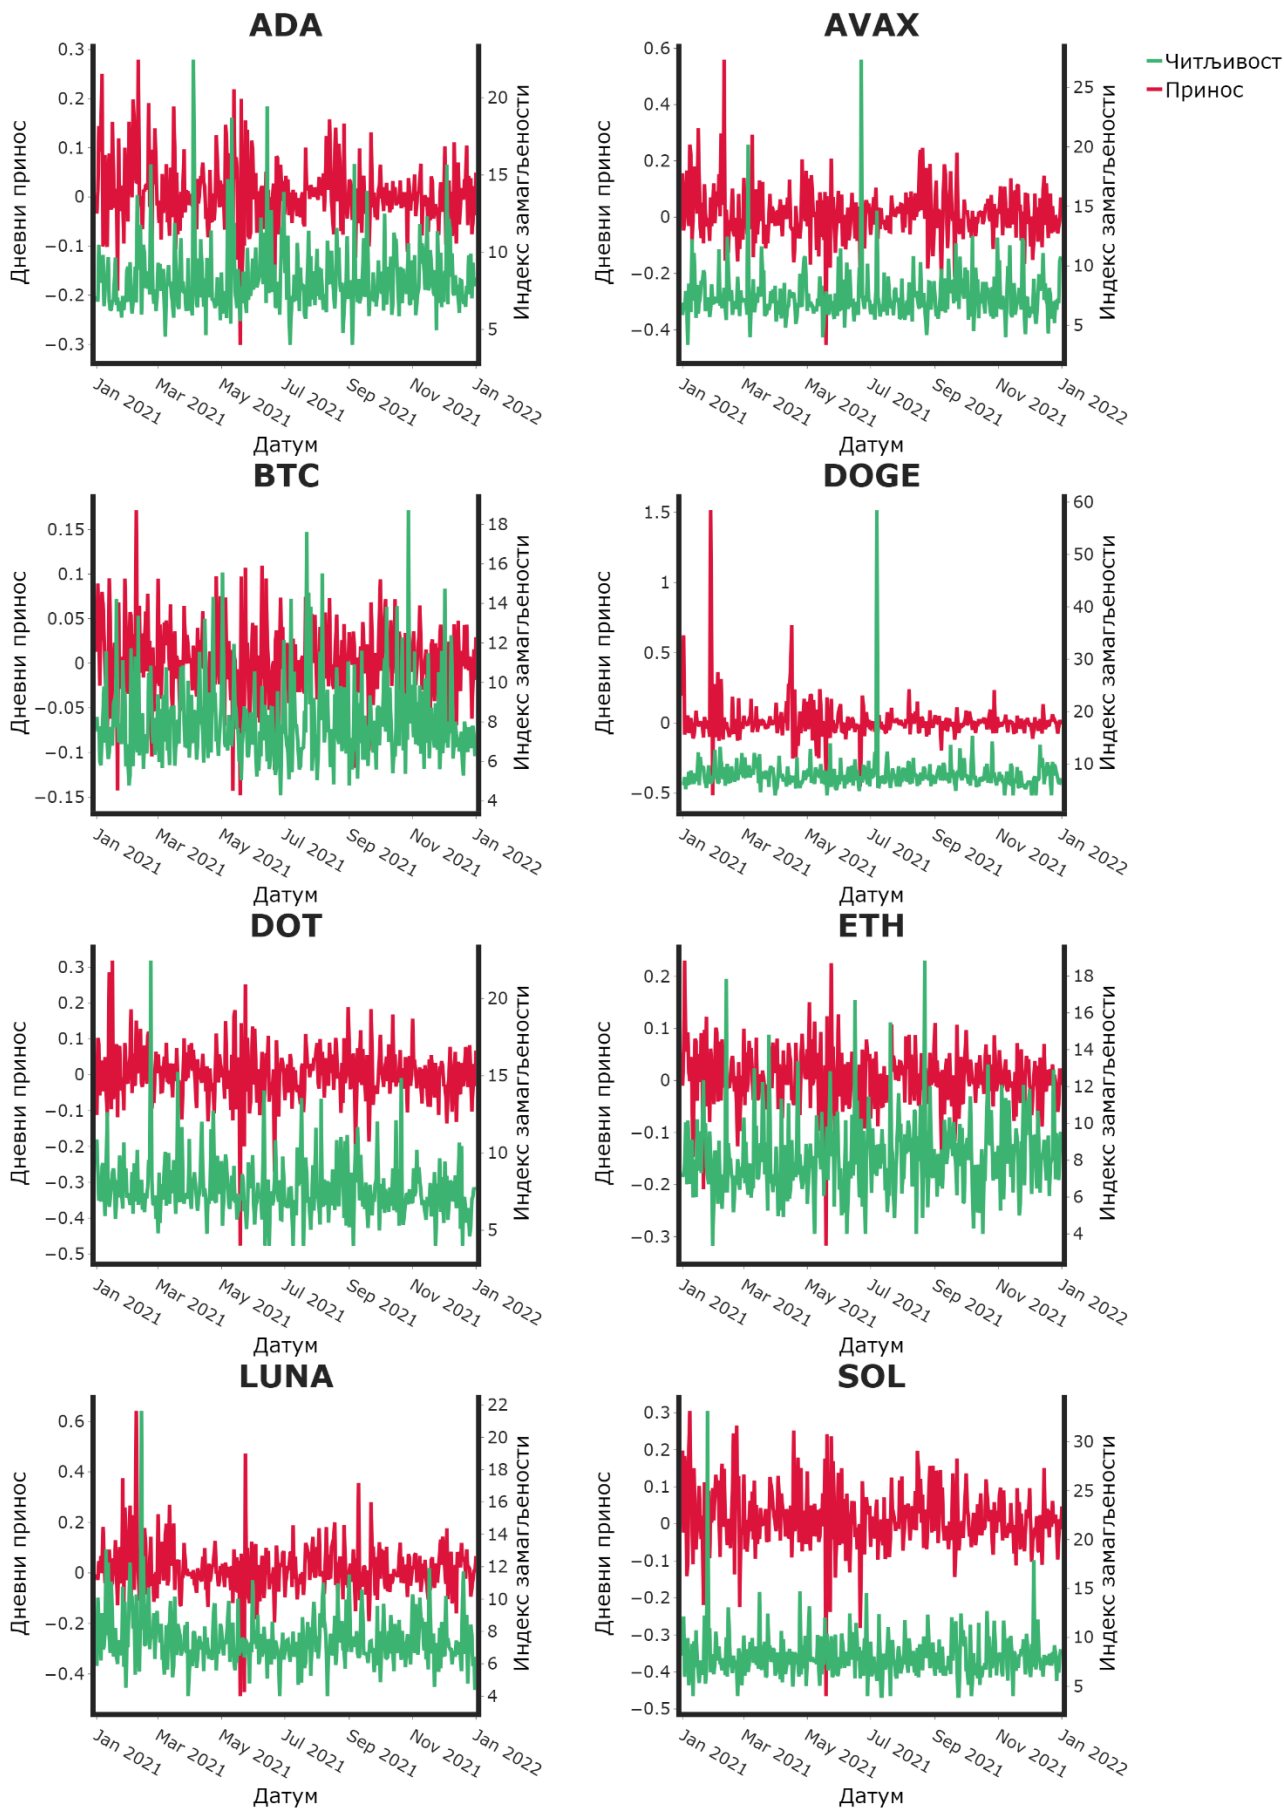 ADA
AVAX
Читљивост
Принос
0.3
0.2
0.1
0
−0.1
−0.2
−0.3
Дневни принос
20
15
10
5
Индекс замагљености
Jan 2021
Mar 2021
May 2021
Jul 2021
Sep 2021
Nov 2021
Jan 2022
Датум
0.6
0.4
0.2
0
−0.2
−0.4
Дневни принос
25
20
15
10
5
Индекс замагљености
Jan 2021
Mar 2021
May 2021
Jul 2021
Sep 2021
Nov 2021
Jan 2022
Датум
BTC
DOGE
0.15
0.1
0.05
0
−0.05
−0.1
−0.15
Дневни принос
18
16
14
12
10
8
6
4
Индекс замагљености
Jan 2021
Mar 2021
May 2021
Jul 2021
Sep 2021
Nov 2021
Jan 2022
Датум
1.5
1
0.5
0
−0.5
Дневни принос
60
50
40
30
20
10
Индекс замагљености
Jan 2021
Mar 2021
May 2021
Jul 2021
Sep 2021
Nov 2021
Jan 2022
Датум
DOT
ETH
0.3
0.2
0.1
0
−0.1
−0.2
−0.3
−0.4
−0.5
Дневни принос
20
15
10
5
Индекс замагљености
Jan 2021
Mar 2021
May 2021
Jul 2021
Sep 2021
Nov 2021
Jan 2022
Датум
0.2
0.1
0
−0.1
−0.2
−0.3
Дневни принос
18
16
14
12
10
8
6
4
Индекс замагљености
Jan 2021
Mar 2021
May 2021
Jul 2021
Sep 2021
Nov 2021
Jan 2022
Датум
LUNA
SOL
0.6
0.4
0.2
0
−0.2
−0.4
Дневни принос
22
20
18
16
14
12
10
8
6
4
Индекс замагљености
Jan 2021
Mar 2021
May 2021
Jul 2021
Sep 2021
Nov 2021
Jan 2022
Датум
0.3
0.2
0.1
0
−0.1
−0.2
−0.3
−0.4
−0.5
Дневни принос
30
25
20
15
10
5
Индекс замагљености
Jan 2021
Mar 2021
May 2021
Jul 2021
Sep 2021
Nov 2021
Jan 2022
Датум